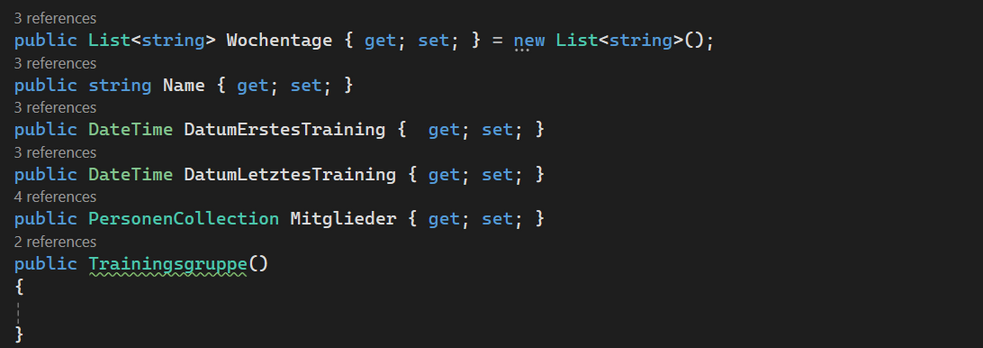 3 references
public List<string> Wochentage { get; set; } = new List<string>();
3 references
public string Name { get; set; }
3 references
public DateTime DatumErstesTraining {  get; set; }
3 references
public DateTime DatumLetztesTraining { get; set; }
4 references
public PersonenCollection Mitglieder { get; set; }
2 references
public Trainingsgruppe()
{
}